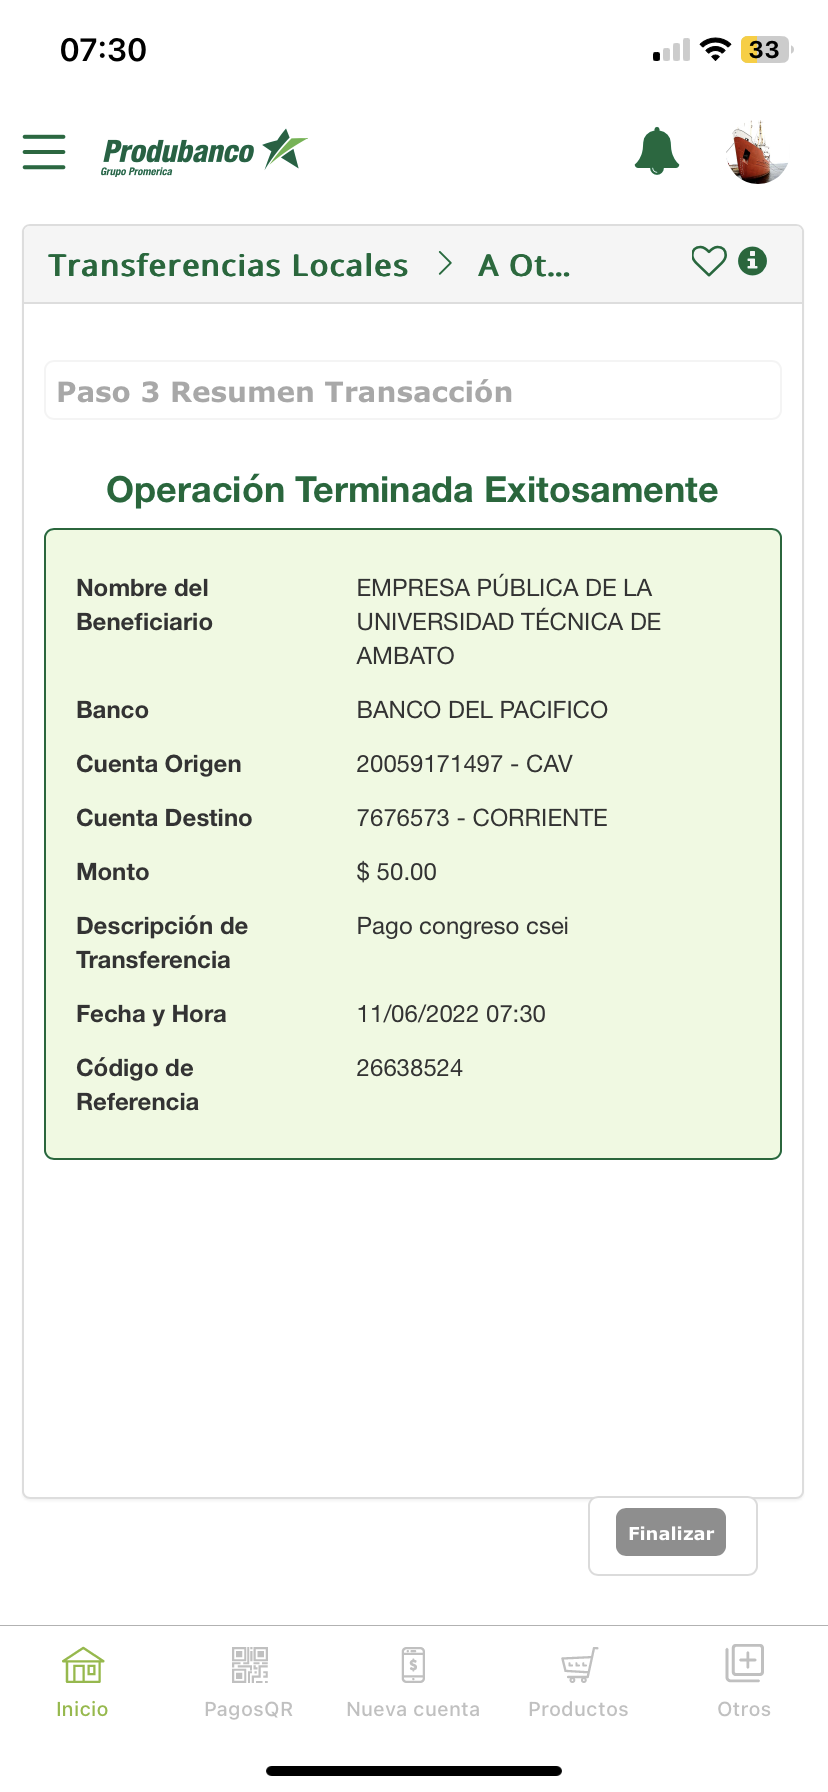 07:30
33
Produbanco
Grupo Promerica
Transferencias Locales > A Ot...
Paso 3 Resumen Transacción
Operación Terminada Exitosamente
Nombre del EMPRESA PÚBLICA DE LA
Beneficiario UNIVERSIDAD TÉCNICA DE
AMBATO
Banco BANCO DEL PACIFICO
Cuenta Origen 20059171497 - CAV
Cuenta Destino 7676573 - CORRIENTE
Monto $ 50.00
Descripción de Pago congreso csei
Transferencia
Fecha y Hora 11/06/2022 07:30
Código de 26638524
Referencia
Finalizar
Inicio PagosQR Nueva cuenta Productos Otros